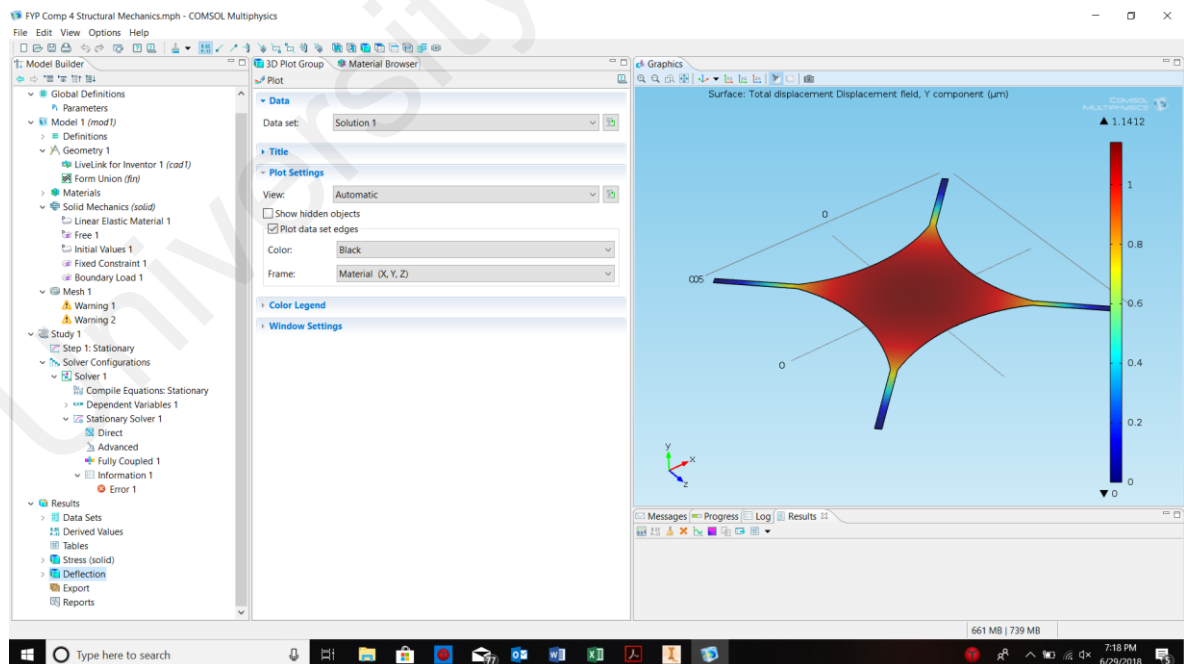 FYP Comp 4 Structural Mechanics.mph - COMSOL Multiphysics
File Edit View Options Help
Model Builder
Global Definitions
Parameters
Model 1 (mod1)
Definitions
Geometry 1
LiveLink for Inventor 1 (cad1)
Form Union (fin)
Materials
Solid Mechanics (solid)
Linear Elastic Material 1
Free 1
Initial Values 1
Fixed Constraint 1
Boundary Load 1
Mesh 1
Warning 1
Warning 2
Study 1
Step 1: Stationary
Solver Configurations
Solver 1
Compile Equations: Stationary
Dependent Variables 1
Stationary Solver 1
Direct
Advanced
Fully Coupled 1
Information 1
Error 1
Results
Data Sets
Derived Values
Tables
Stress (solid)
Deflection
Export
Reports
3D Plot Group Material Browser
Plot
Data
Data set: Solution 1
Title
Plot Settings
View: Automatic
Show hidden objects
Plot data set edges
Color: Black
Frame: Material (X, Y, Z)
Color Legend
Window Settings
Graphics
Surface: Total displacement Displacement field, Y component (µm)
COMSOL
MULTIPHYSICS
▲ 1.1412
1
0.8
0.6
0.4
0.2
0
▼ 0
0
005
0
y
x
z
Messages Progress Log Results
661 MB | 739 MB
Type here to search
77
7:18 PM
6/29/2018
5
University